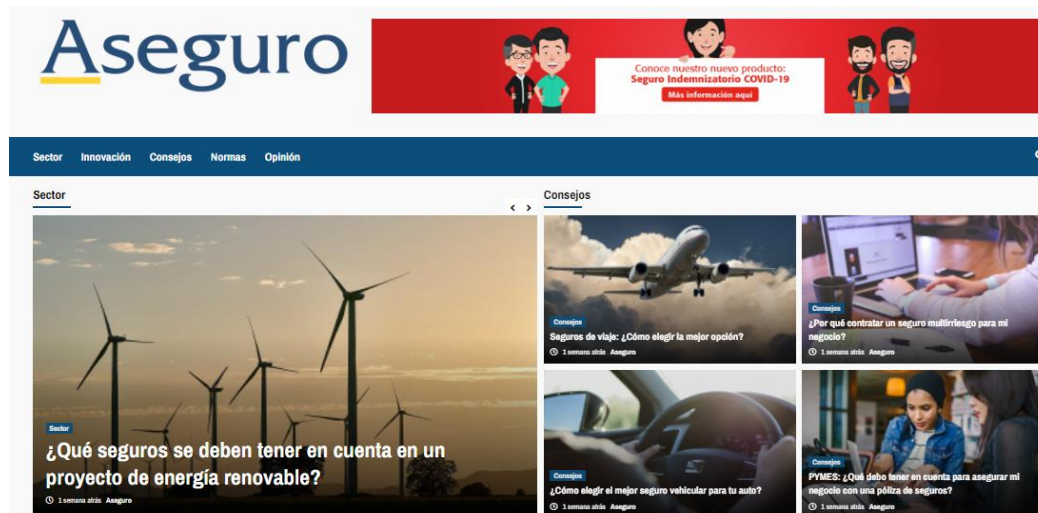 Aseguro
Conoce nuestro nuevo producto:
Seguro Indemnizatorio COVID-19
Más información aquí
Sector Innovación Consejos Normas Opinión
Sector
Sector
¿Qué seguros se deben tener en cuenta en un
proyecto de energía renovable?
1 semana atrás Aseguro
Consejos
Consejos
Seguros de viaje: ¿Cómo elegir la mejor opción?
1 semana atrás Aseguro
Consejos
¿Por qué contratar un seguro multirriesgo para mi
negocio?
1 semana atrás Aseguro
Consejos
¿Cómo elegir el mejor seguro vehicular para tu auto?
1 semana atrás Aseguro
Consejos
PYMES: ¿Qué debo tener en cuenta para asegurar mi
negocio con una póliza de seguros?
1 semana atrás Aseguro